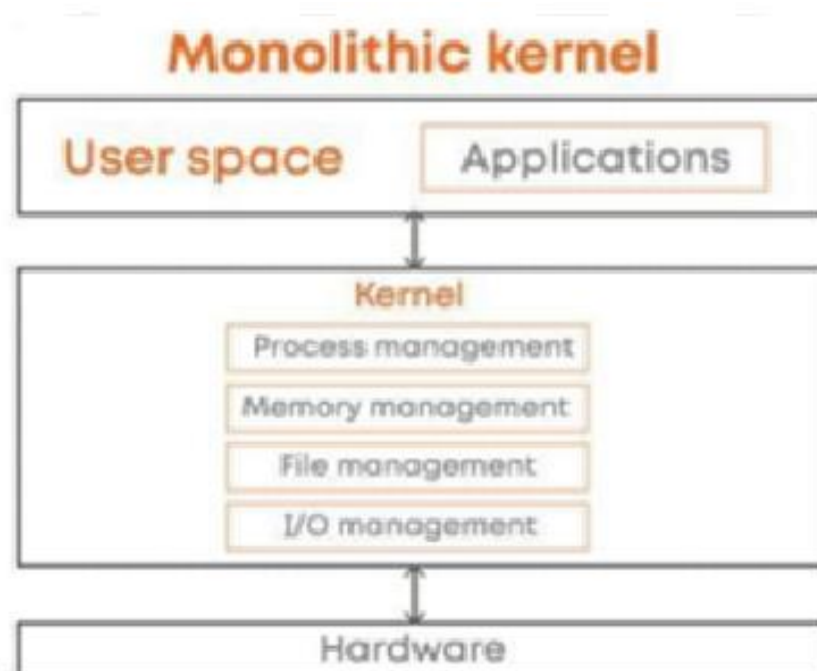 Monolithic kernel
User space
Applications
Kernel
Process management
Memory management
File management
I/O management
Hardware